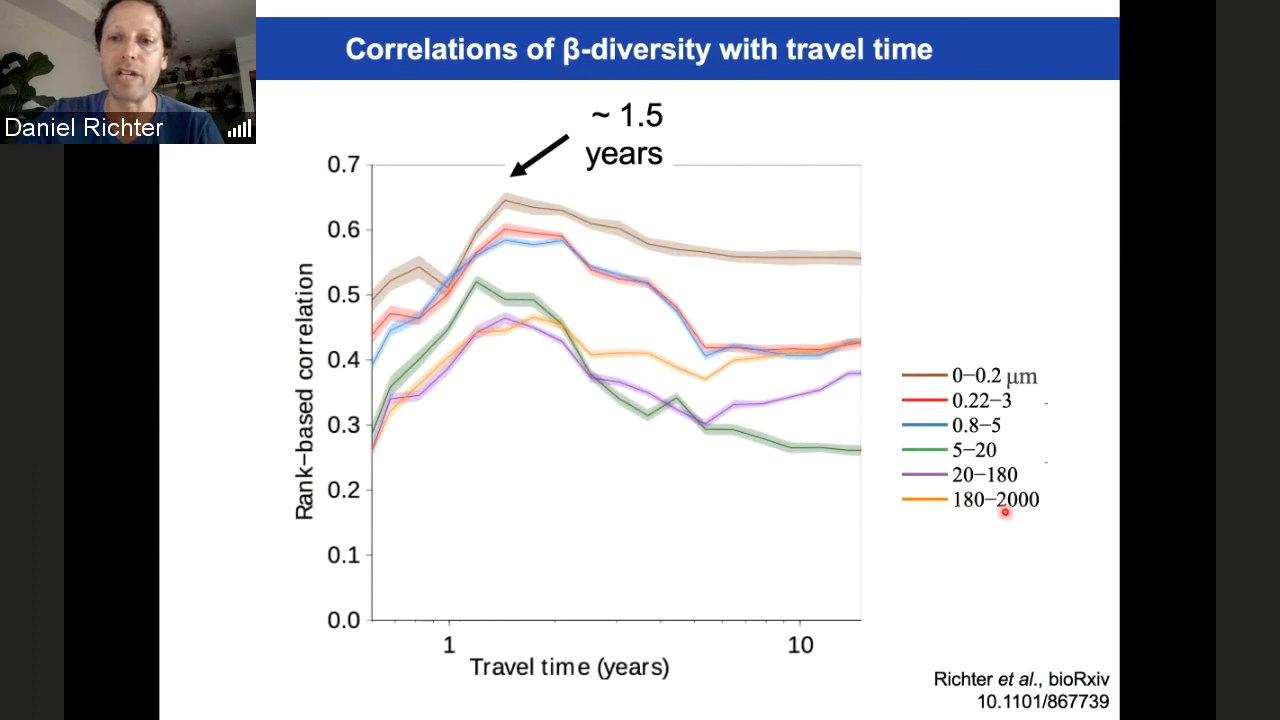 Correlations of β-diversity with travel time
Daniel Richter
~ 1.5
years
0.7
0.6
0.5
0.4
0.3
0.2
0.1
0.0
Rank−based correlation
1
10
Travel time (years)
0−0.2 μm
0.22−3
0.8−5
5−20
20−180
180−2000
Richter et al., bioRxiv
10.1101/867739